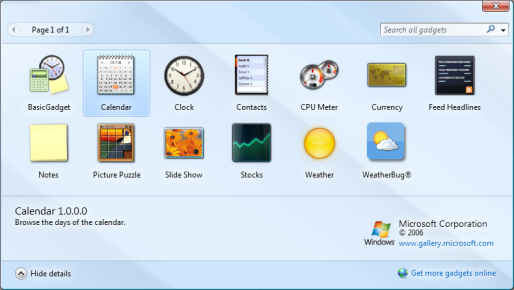 Page 1 of 1
Search all gadgets
BasicGadget
Calendar
Clock
Contacts
CPU Meter
Currency
Feed Headlines
Notes
Picture Puzzle
Slide Show
Stocks
Weather
WeatherBug®
Calendar 1.0.0.0
Browse the days of the calendar.
Windows
Microsoft Corporation
© 2006
www.gallery.microsoft.com
Hide details
Get more gadgets online